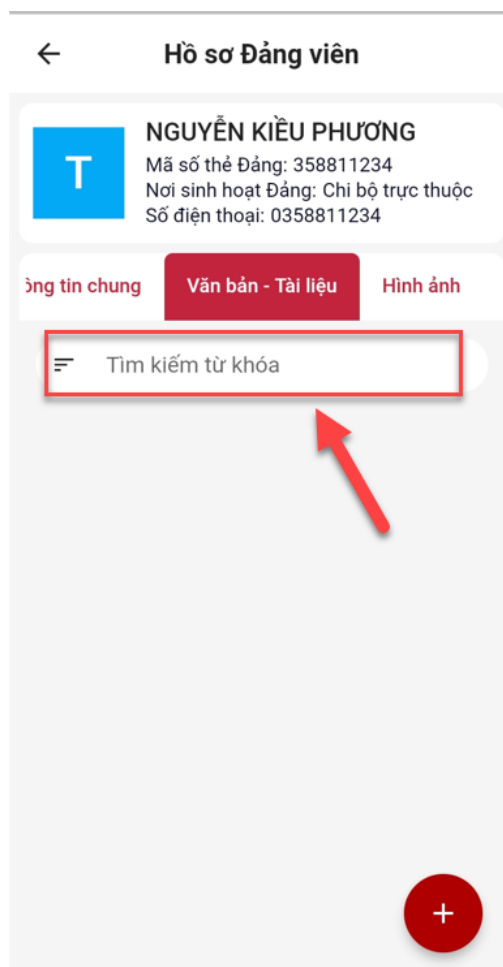 Hồ sơ Đảng viên
T
NGUYỄN KIỀU PHƯƠNG
Mã số thẻ Đảng: 358811234
Nơi sinh hoạt Đảng: Chi bộ trực thuộc
Số điện thoại: 0358811234
ông tin chung
Văn bản - Tài liệu
Hình ảnh
Tìm kiếm từ khóa
+